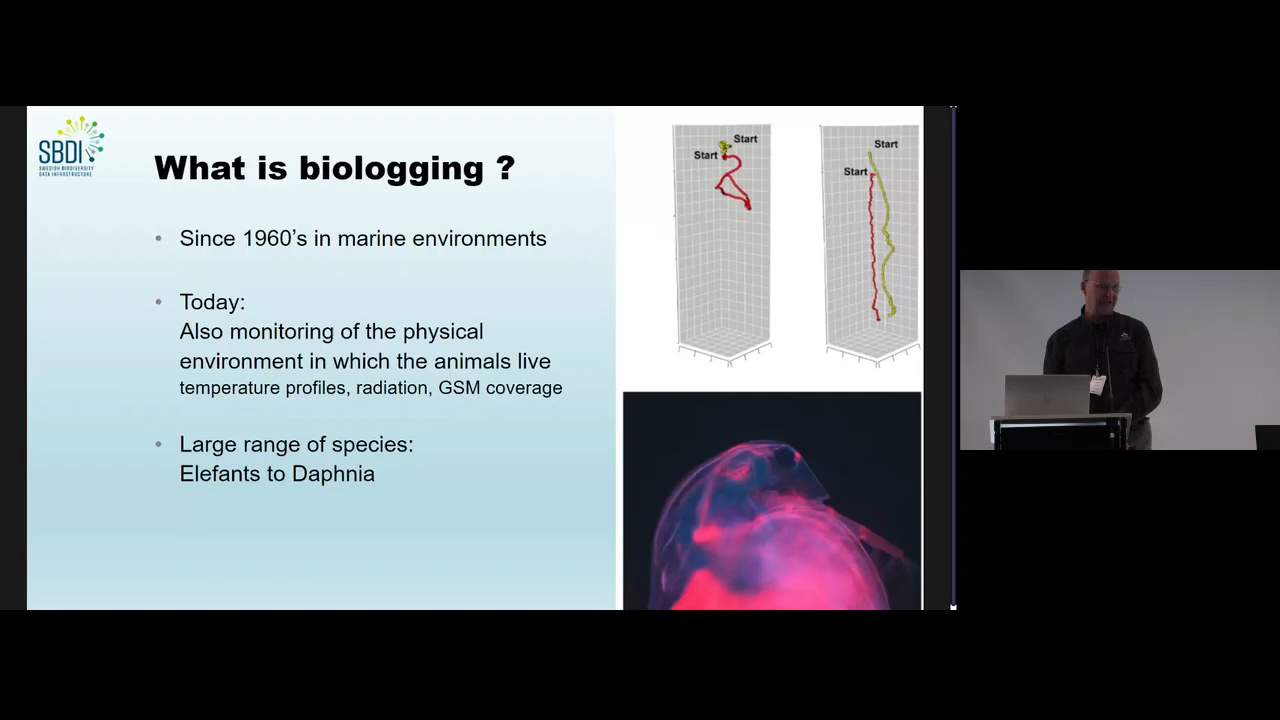 SBDI
SWEDISH BIODIVERSITY
DATA INFRASTRUCTURE
What is biologging ?
• Since 1960’s in marine environments
• Today:
Also monitoring of the physical
environment in which the animals live
temperature profiles, radiation, GSM coverage
• Large range of species:
Elefants to Daphnia
Start
Start
Start
Start